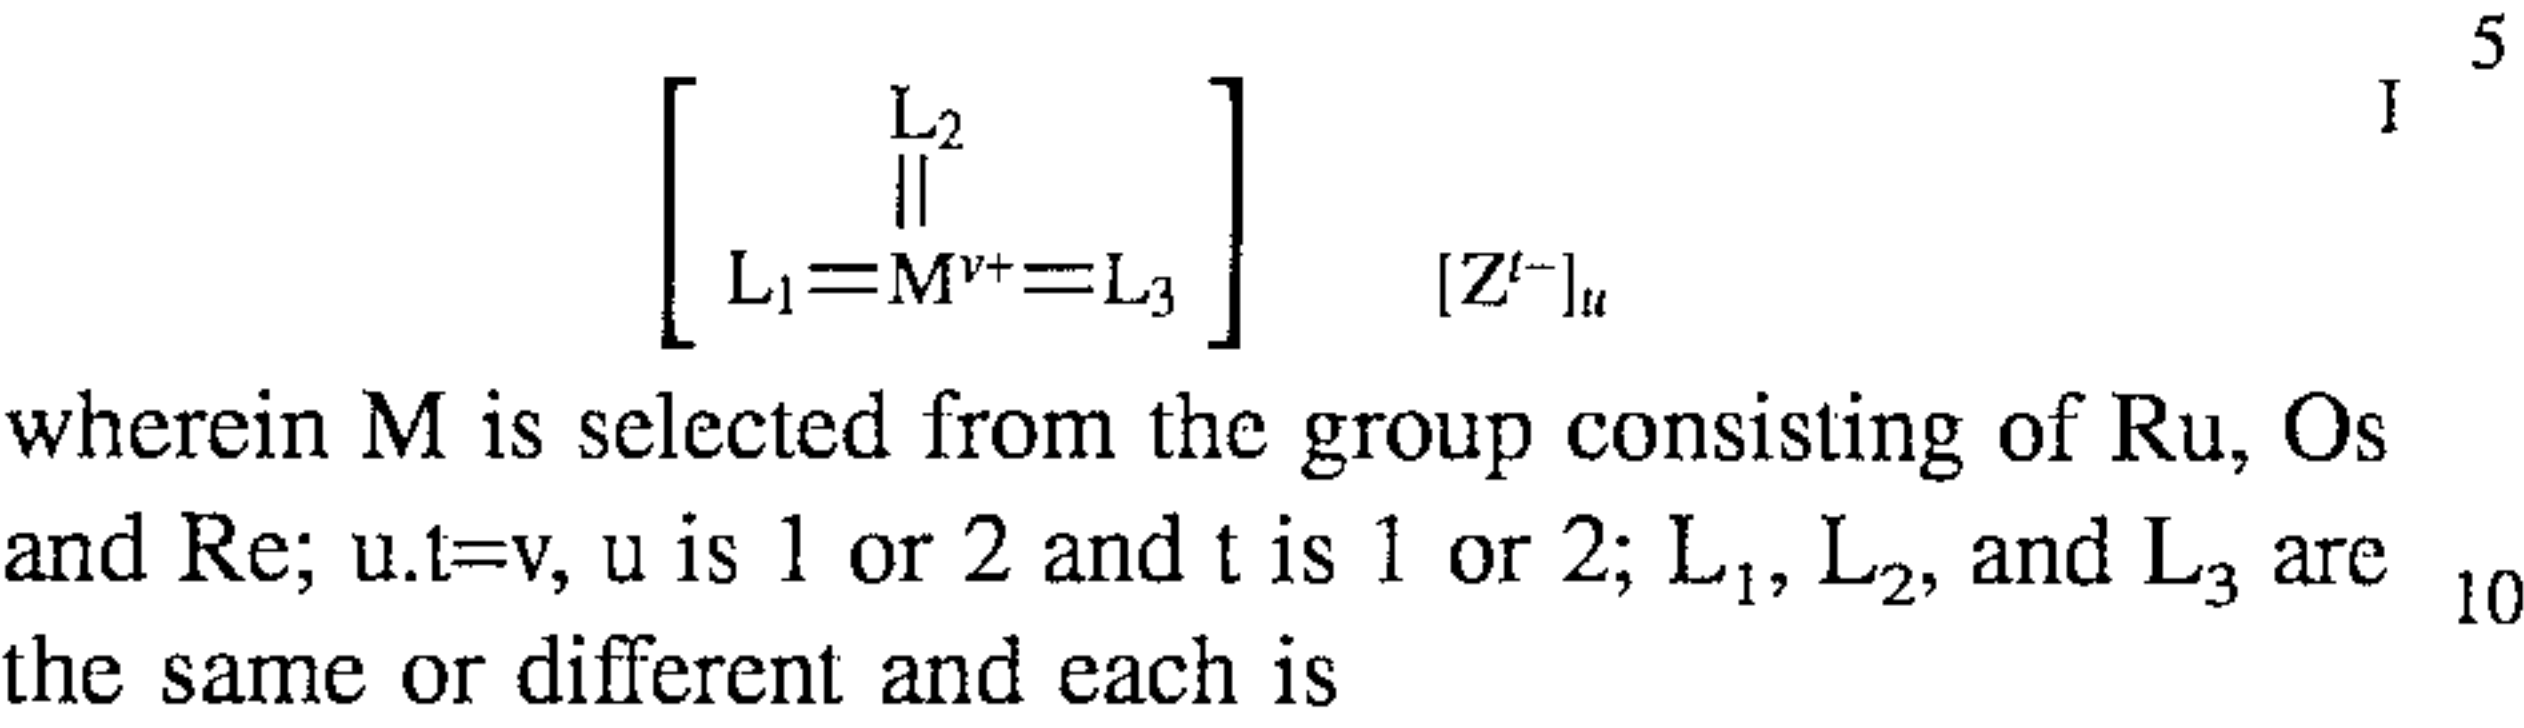 5
I
L₂
||
L₁=Mᵛ⁺=L₃ [Zᵗ⁻]ᵤ
wherein M is selected from the group consisting of Ru, Os
and Re; u.t=v, u is 1 or 2 and t is 1 or 2; L₁, L₂, and L₃ are
10
the same or different and each is